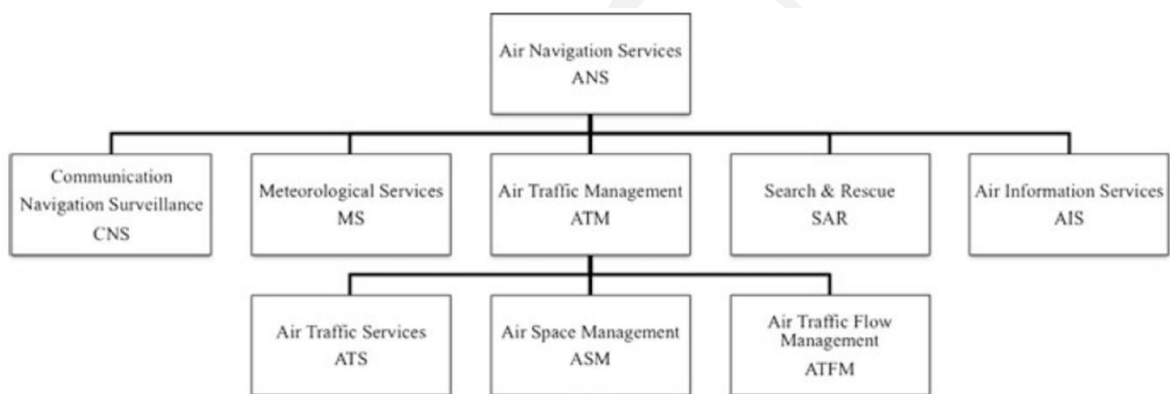 Air Navigation Services
ANS
Communication
Navigation Surveillance
CNS
Meteorological Services
MS
Air Traffic Management
ATM
Search & Rescue
SAR
Air Information Services
AIS
Air Traffic Services
ATS
Air Space Management
ASM
Air Traffic Flow
Management
ATFM